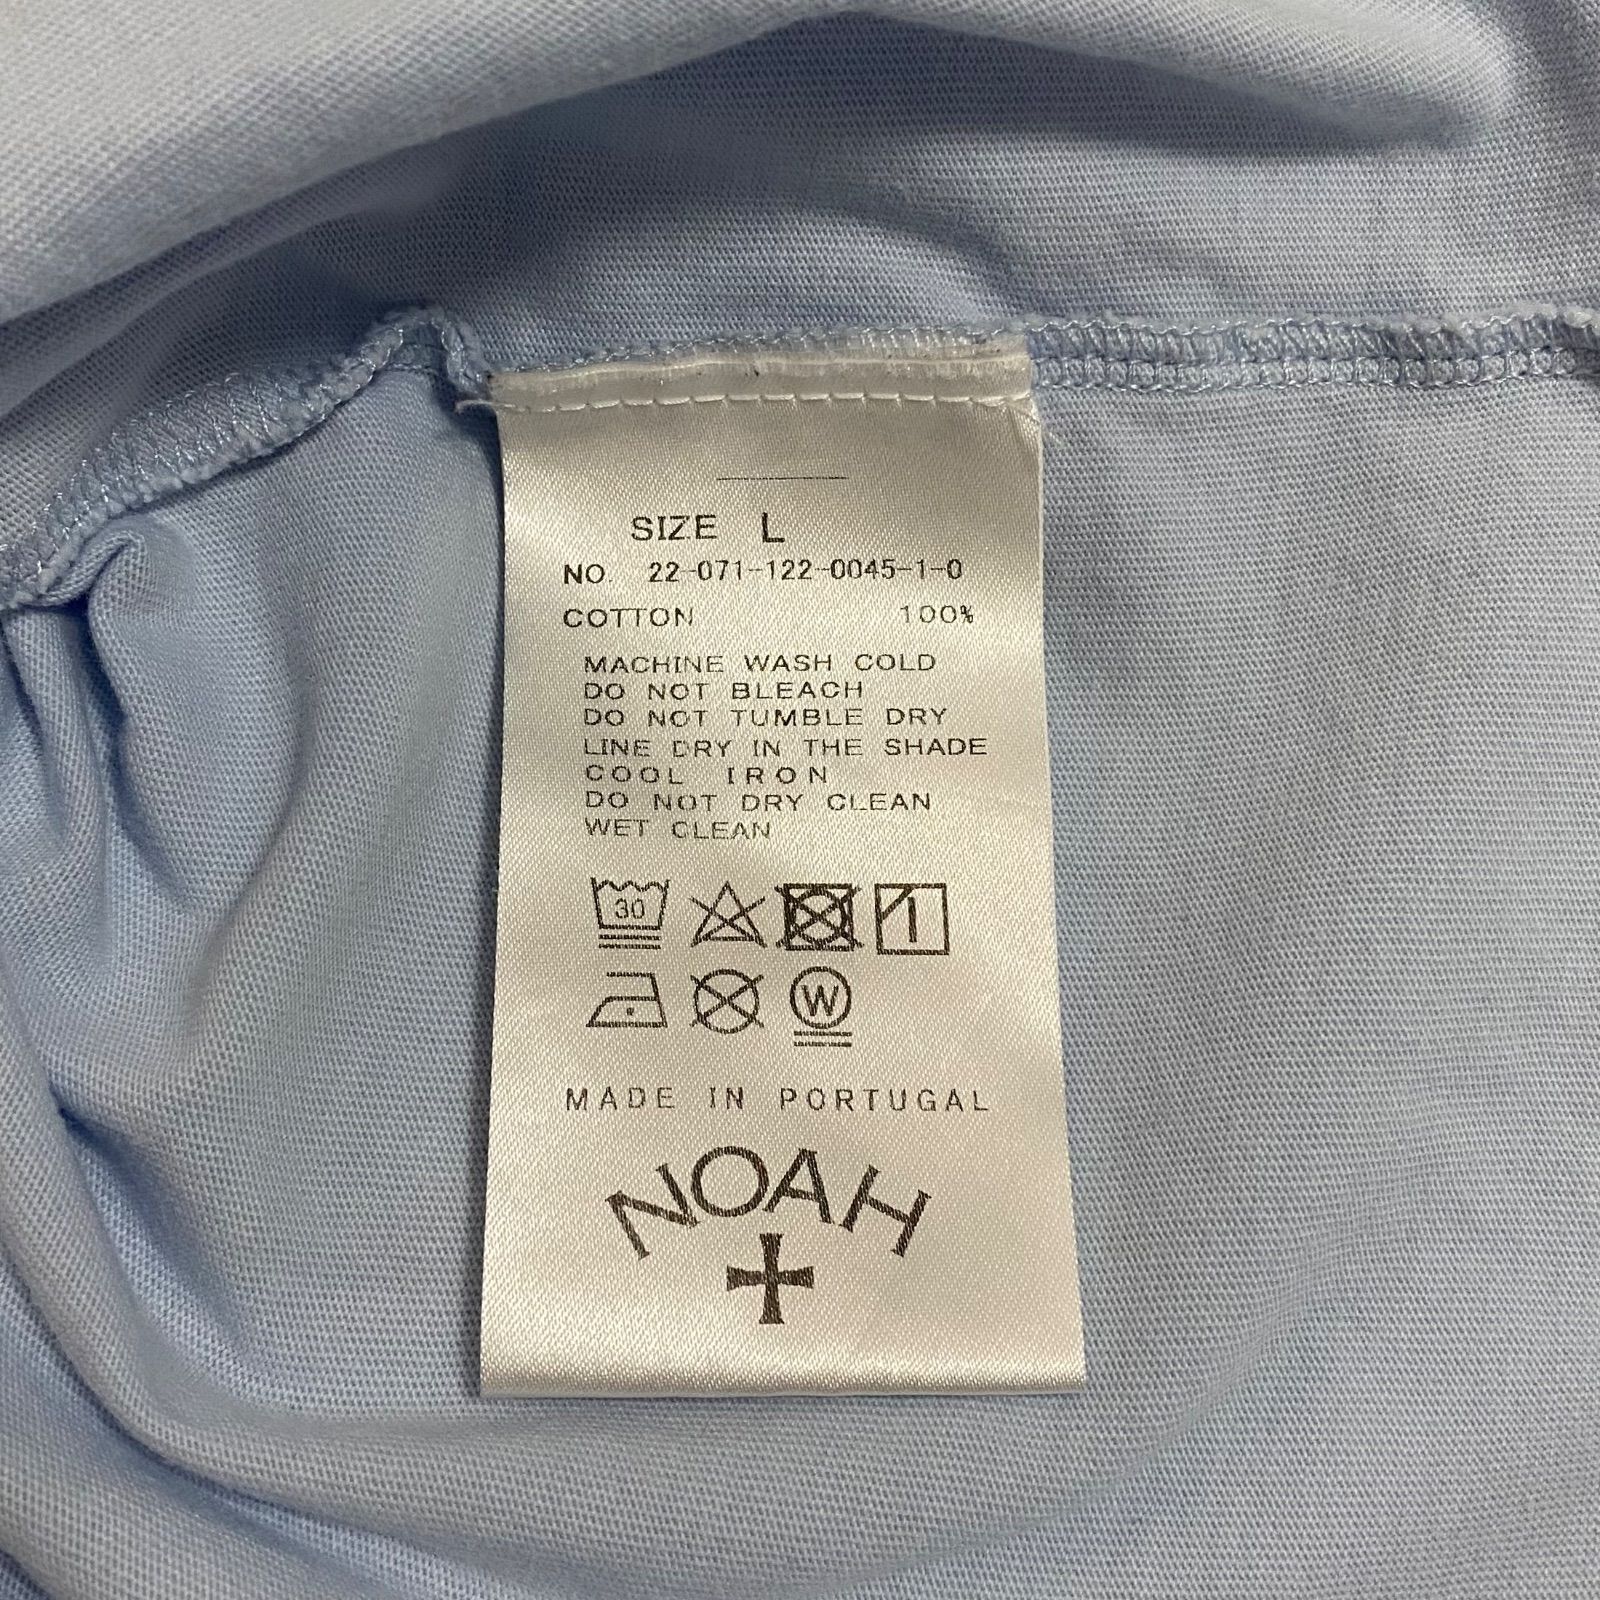 SIZE L
NO. 22-071-122-0045-1-0
COTTON 100%
MACHINE WASH COLD
DO NOT BLEACH
DO NOT TUMBLE DRY
LINE DRY IN THE SHADE
COOL IRON
DO NOT DRY CLEAN
WET CLEAN
30
W
MADE IN PORTUGAL
NOAH